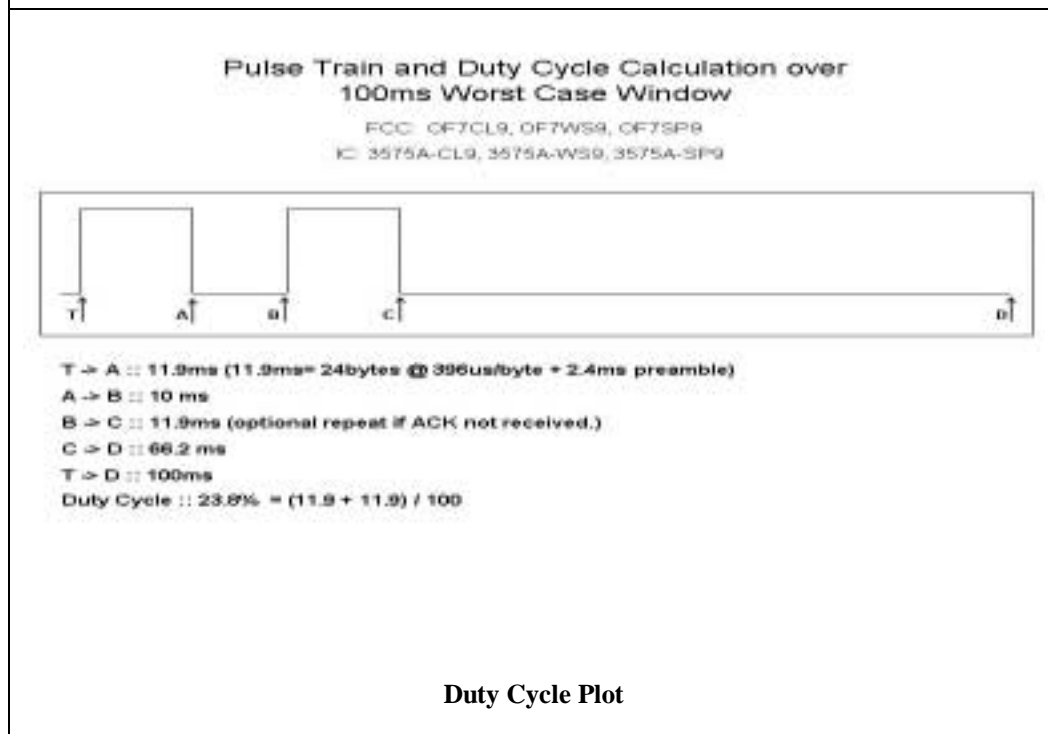 Pulse Train and Duty Cycle Calculation over
100ms Worst Case Window
FCC: OF7CL9, OF7WS9, OF7SP9
IC: 3575A-CL9, 3575A-WS9, 3575A-SP9
T A B C D
T -> A :: 11.9ms (11.9ms= 24bytes @ 396us/byte + 2.4ms preamble)
A -> B :: 10 ms
B -> C :: 11.9ms (optional repeat if ACK not received.)
C -> D :: 66.2 ms
T -> D :: 100ms
Duty Cycle :: 23.8% = (11.9 + 11.9) / 100
Duty Cycle Plot